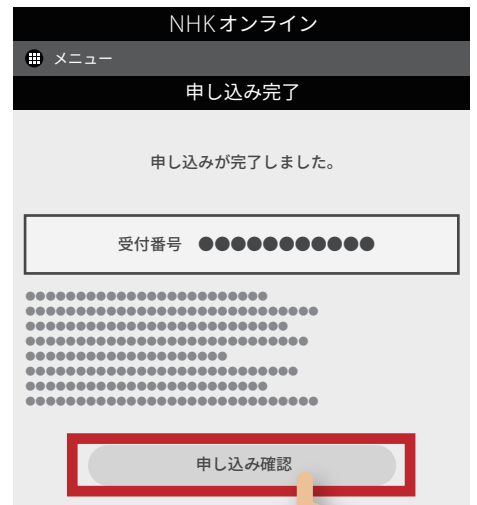 NHKオンライン
メニュー
申し込み完了
申し込みが完了しました。
受付番号 ●●●●●●●●●●●
●●●●●●●●●●●●●●●●●●●●●●●●
●●●●●●●●●●●●●●●●●●●●●●●●●●●●●
●●●●●●●●●●●●●●●●●●●●●●●●●●
●●●●●●●●●●●●●●●●●●●●●●●●●●●●
●●●●●●●●●●●●●●●●●●●●
●●●●●●●●●●●●●●●●●●●●●●●●●●●
●●●●●●●●●●●●●●●●●●●●●●●●
●●●●●●●●●●●●●●●●●●●●●●●●●●●●●
申し込み確認